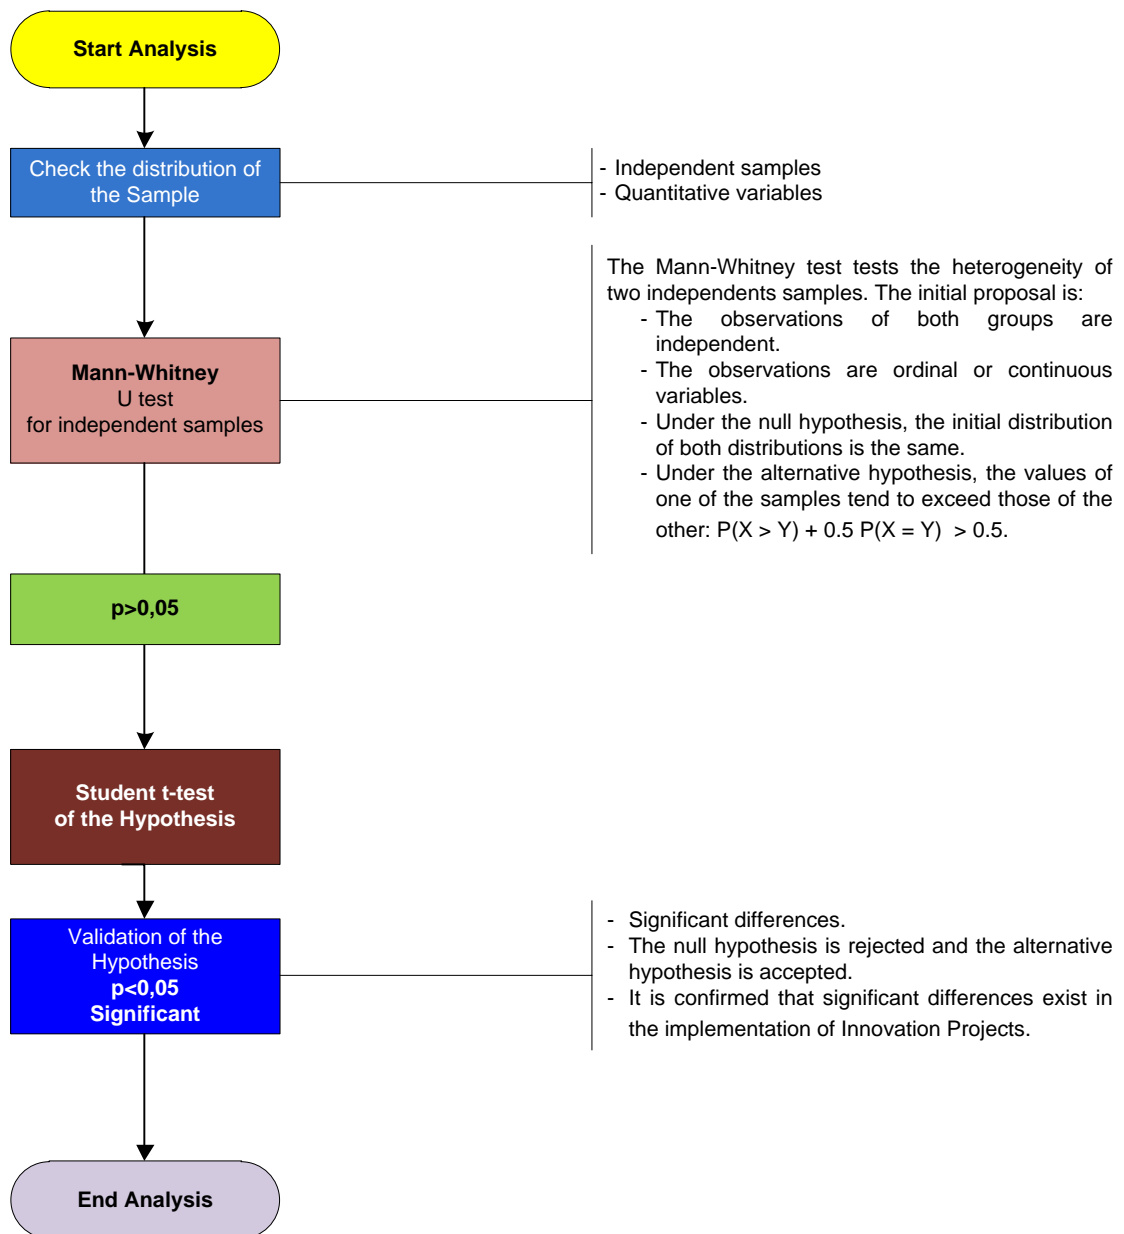 Start Analysis
Check the distribution of
the Sample
- Independent samples
- Quantitative variables
The Mann-Whitney test tests the heterogeneity of
two independents samples. The initial proposal is:
- The observations of both groups are
independent.
- The observations are ordinal or continuous
variables.
- Under the null hypothesis, the initial distribution
of both distributions is the same.
- Under the alternative hypothesis, the values of
one of the samples tend to exceed those of the
other: P(X > Y) + 0.5 P(X = Y) > 0.5.
Mann-Whitney
U test
for independent samples
p>0,05
Student t-test
of the Hypothesis
Validation of the
Hypothesis
p<0,05
Significant
- Significant differences.
- The null hypothesis is rejected and the alternative
hypothesis is accepted.
- It is confirmed that significant differences exist in
the implementation of Innovation Projects.
End Analysis